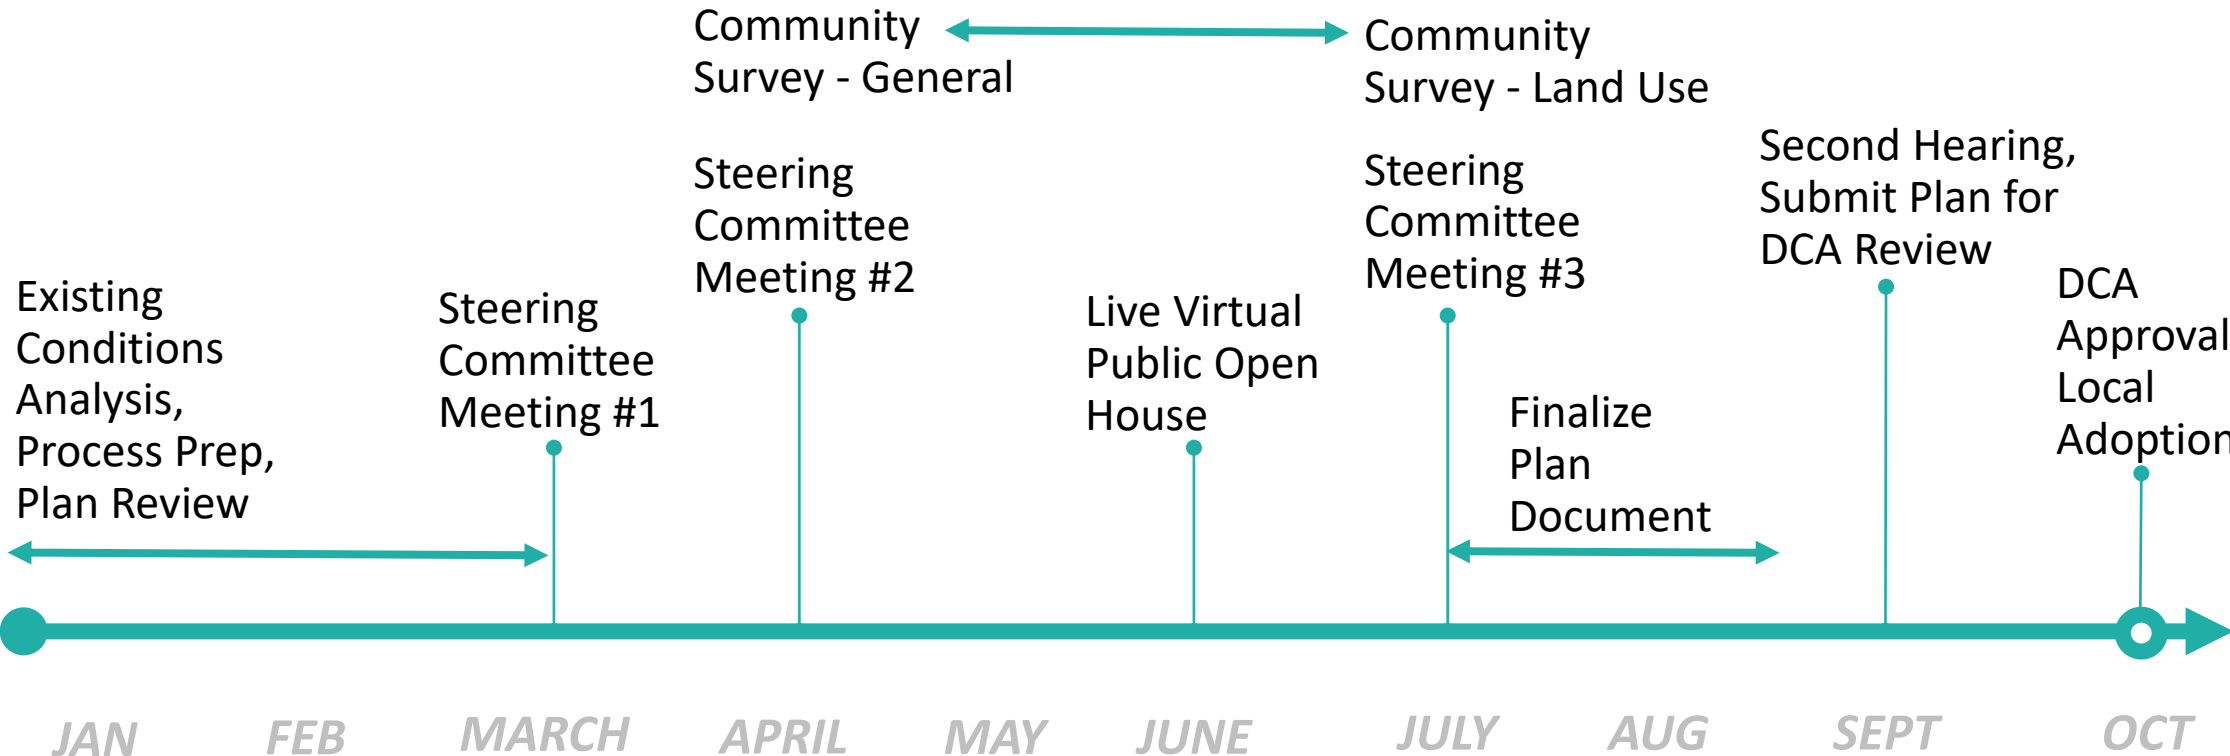 Community
Survey - General
Community
Survey - Land Use
Steering
Committee
Meeting #2
Steering
Committee
Meeting #3
Second Hearing,
Submit Plan for
DCA Review
Existing
Conditions
Analysis,
Process Prep,
Plan Review
Steering
Committee
Meeting #1
Live Virtual
Public Open
House
Finalize
Plan
Document
DCA
Approval
Local
Adoption
JAN FEB MARCH APRIL MAY JUNE JULY AUG SEPT OCT